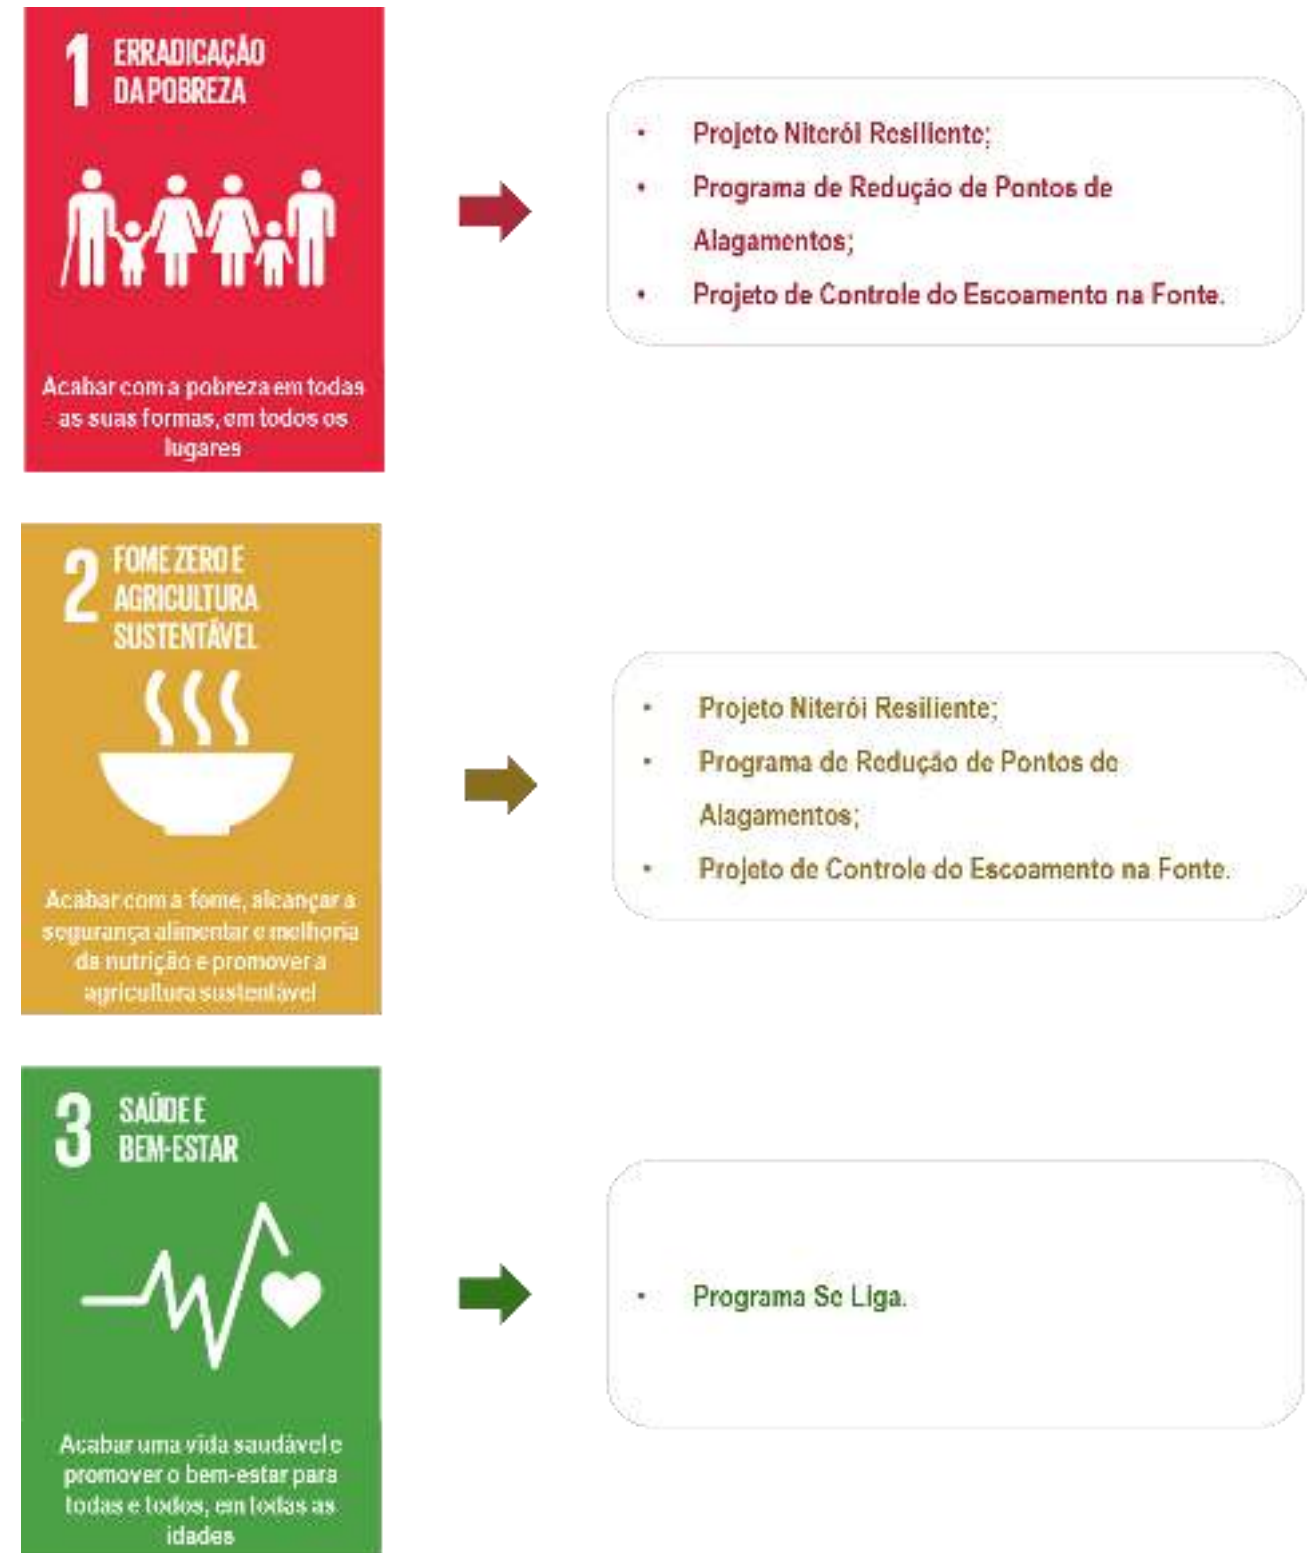 1 ERRADICAÇÃO
DA POBREZA
Acabar com a pobreza em todas
as suas formas, em todos os
lugares
• Projeto Niterói Resiliente;
• Programa de Redução de Pontos de
Alagamentos;
• Projeto de Controle do Escoamento na Fonte.
2 FOME ZERO E
AGRICULTURA
SUSTENTÁVEL
Acabar com a fome, alcançar a
segurança alimentar e melhoria
da nutrição e promover a
agricultura sustentável
• Projeto Niterói Resiliente;
• Programa de Redução de Pontos de
Alagamentos;
• Projeto de Controle do Escoamento na Fonte.
3 SAÚDE E
BEM-ESTAR
Acabar uma vida saudável e
promover o bem-estar para
todas e todos, em todas as
idades
• Programa Se Liga.